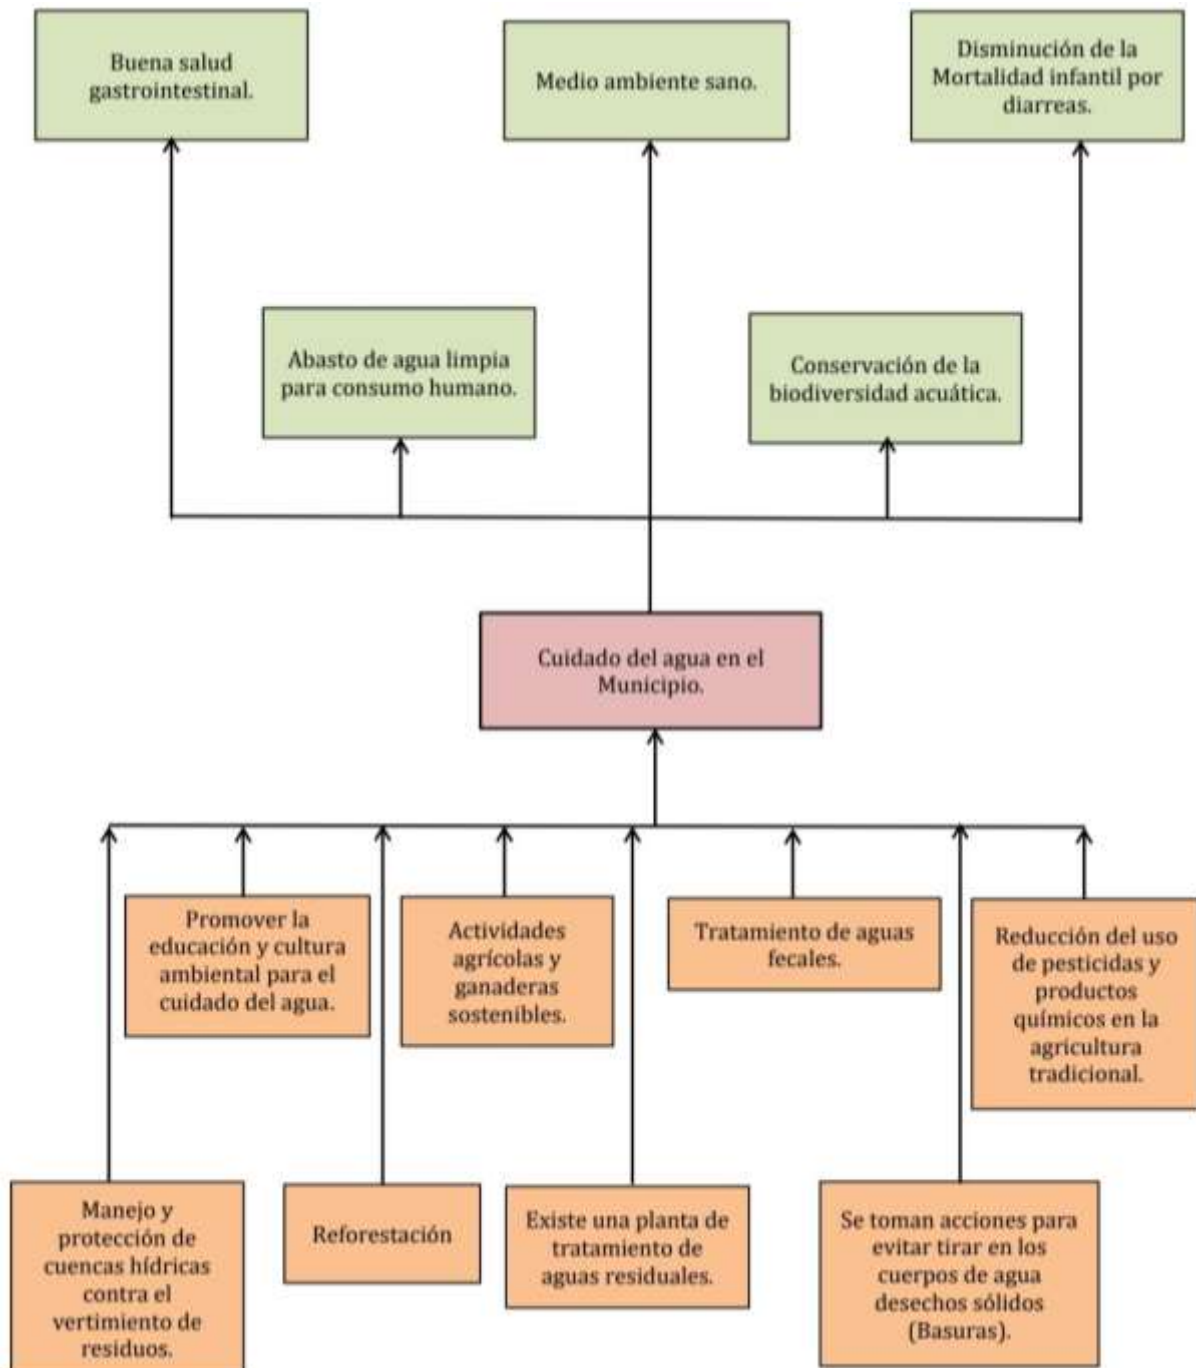 Buena salud
gastrointestinal.
Medio ambiente sano.
Disminución de la
Mortalidad infantil por
diarreas.
Abasto de agua limpia
para consumo humano.
Conservación de la
biodiversidad acuática.
Cuidado del agua en el
Municipio.
Promover la
educación y cultura
ambiental para el
cuidado del agua.
Actividades
agrícolas y
ganaderas
sostenibles.
Tratamiento de aguas
fecales.
Reducción del uso
de pesticidas y
productos
químicos en la
agricultura
tradicional.
Manejo y
protección de
cuencas hídricas
contra el
vertimiento de
residuos.
Reforestación
Existe una planta de
tratamiento de
aguas residuales.
Se toman acciones para
evitar tirar en los
cuerpos de agua
desechos sólidos
(Basuras).